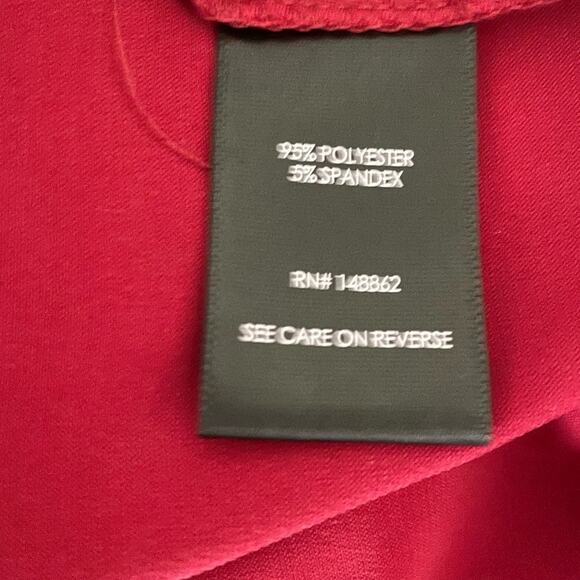 95% POLYESTER
5% SPANDEX
RN# 148862
SEE CARE ON REVERSE